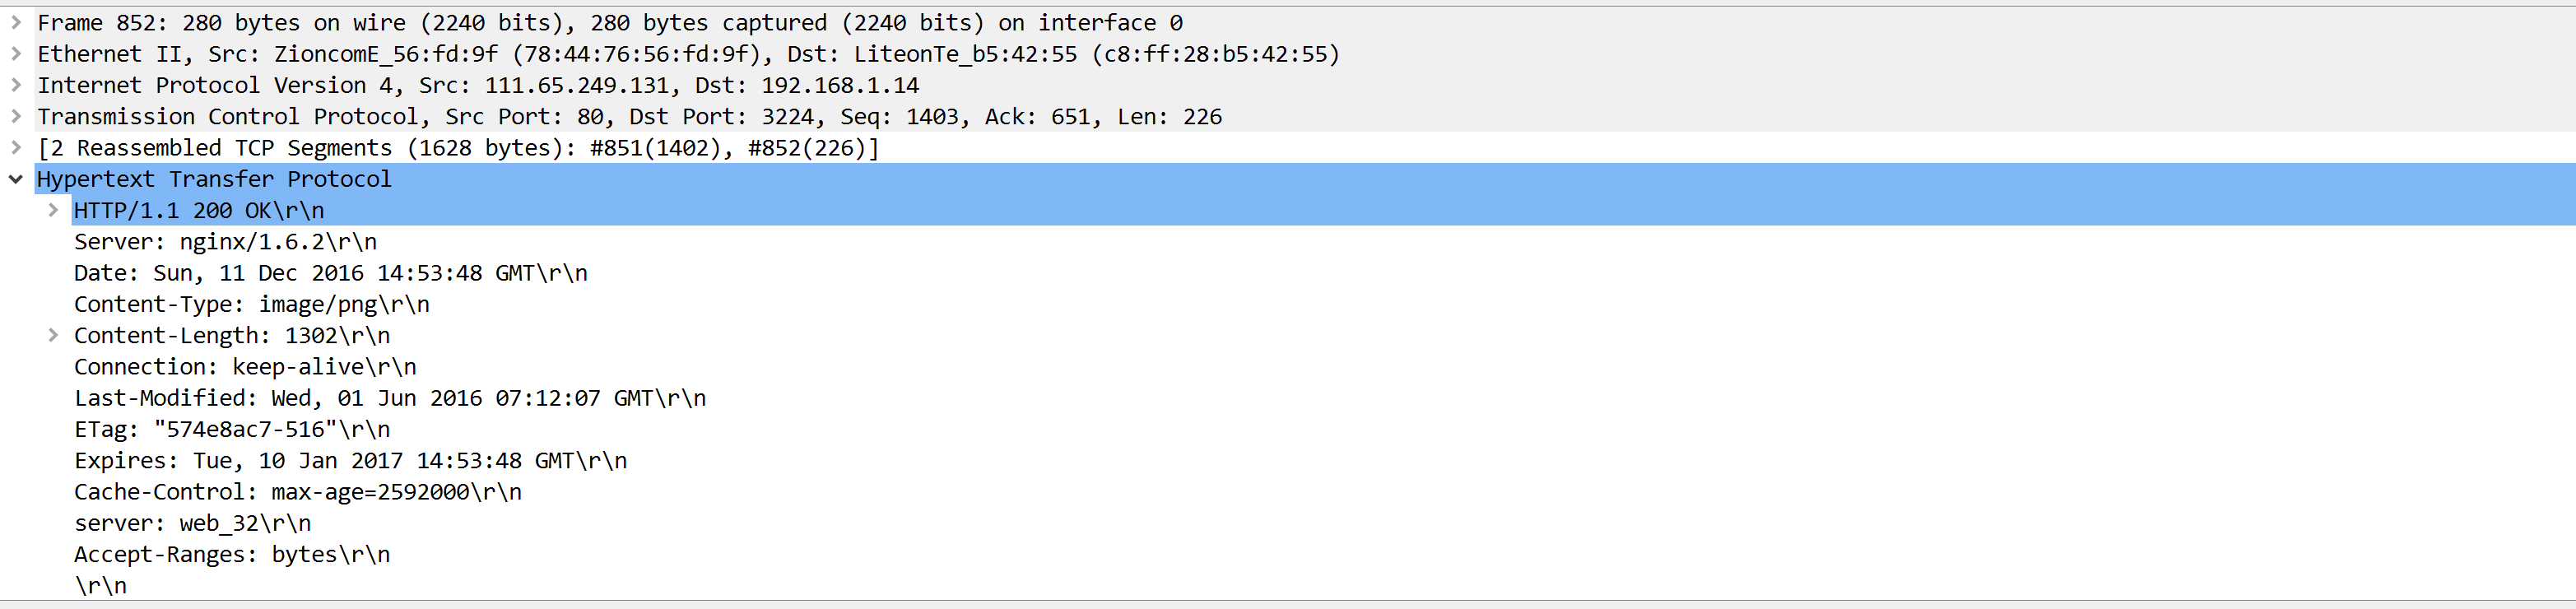 Frame 852: 280 bytes on wire (2240 bits), 280 bytes captured (2240 bits) on interface 0
Ethernet II, Src: ZioncomE_56:fd:9f (78:44:76:56:fd:9f), Dst: LiteonTe_b5:42:55 (c8:ff:28:b5:42:55)
Internet Protocol Version 4, Src: 111.65.249.131, Dst: 192.168.1.14
Transmission Control Protocol, Src Port: 80, Dst Port: 3224, Seq: 1403, Ack: 651, Len: 226
[2 Reassembled TCP Segments (1628 bytes): #851(1402), #852(226)]
Hypertext Transfer Protocol
HTTP/1.1 200 OK\r\n
Server: nginx/1.6.2\r\n
Date: Sun, 11 Dec 2016 14:53:48 GMT\r\n
Content-Type: image/png\r\n
Content-Length: 1302\r\n
Connection: keep-alive\r\n
Last-Modified: Wed, 01 Jun 2016 07:12:07 GMT\r\n
ETag: "574e8ac7-516"\r\n
Expires: Tue, 10 Jan 2017 14:53:48 GMT\r\n
Cache-Control: max-age=2592000\r\n
server: web_32\r\n
Accept-Ranges: bytes\r\n
\r\n